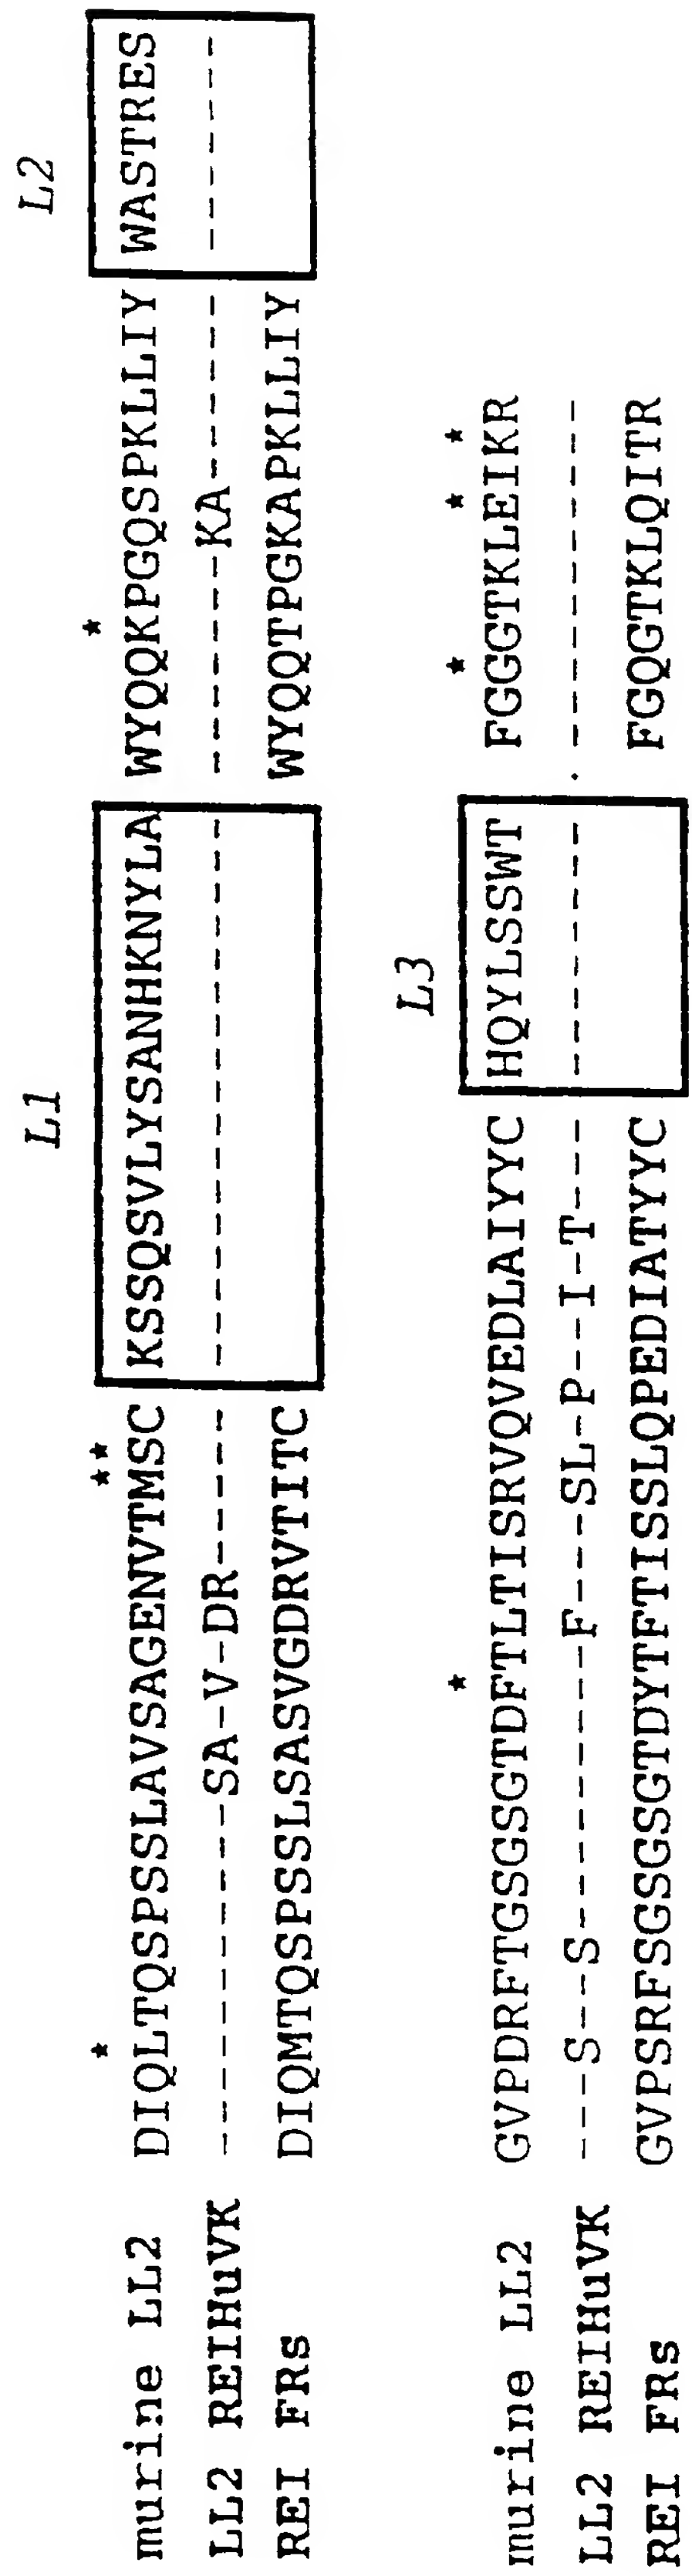 L1 L2
* ** *
murine LL2 DIQLTQSPSSLAVSAGENVTMSC KSSQSVLYSANHKNYLA WYQQKPGQSPKLLIY WASTRES
LL2 REIHuVK -----------SA-V-DR----- ----------------- -------KA------ -------
REI FRs DIQMTQSPSSLSASVGDRVTITC WYQQTPGKAPKLLIY
L3
* * * *
murine LL2 GVPDRFTGSGSGTDFTLTISRVQVEDLAIYYC HQYLSSWT FGGGTKLEIKR
LL2 REIHuVK ---S--S---------F---SL-P--I-T--- -------- -----------
REI FRs GVPSRFSGSGSGTDYTFTISSLQPEDIATYYC FGQGTKLQITR